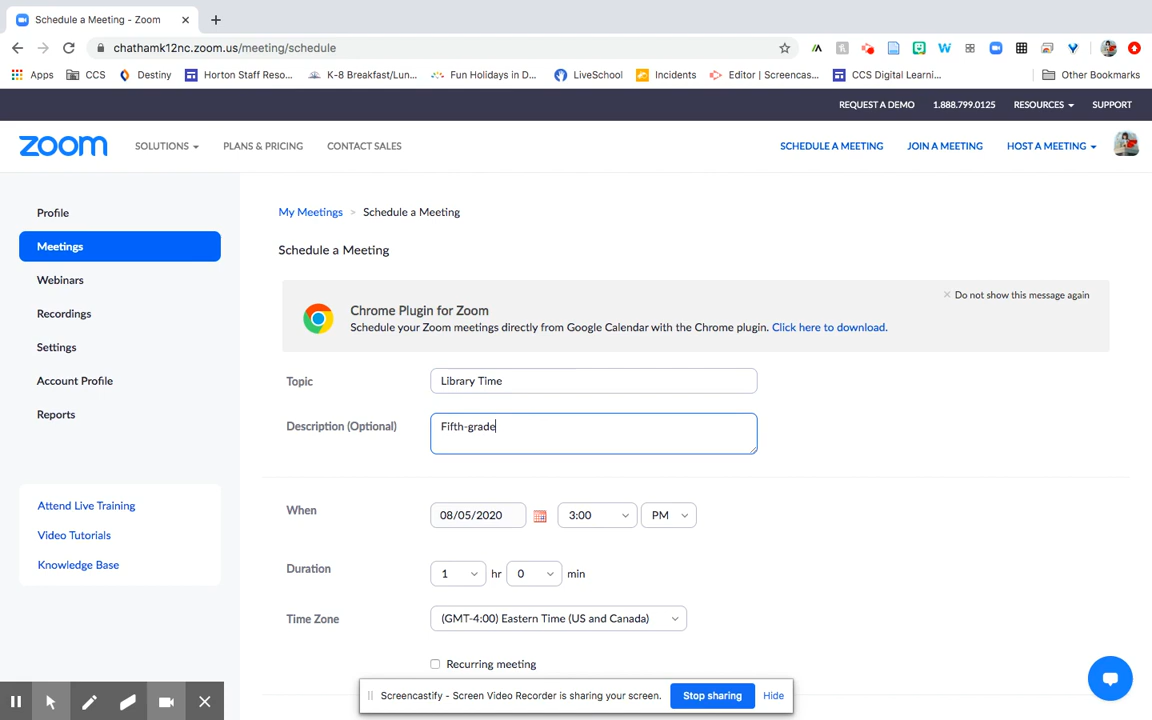 Schedule a Meeting - Zoom
chathamk12nc.zoom.us/meeting/schedule
Apps CCS Destiny Horton Staff Reso... K-8 Breakfast/Lun... Fun Holidays in D... LiveSchool Incidents Editor | Screencas... CCS Digital Learni... Other Bookmarks
REQUEST A DEMO 1.888.799.0125 RESOURCES SUPPORT
zoom SOLUTIONS PLANS & PRICING CONTACT SALES SCHEDULE A MEETING JOIN A MEETING HOST A MEETING
Profile
Meetings
Webinars
Recordings
Settings
Account Profile
Reports
Attend Live Training
Video Tutorials
Knowledge Base
My Meetings > Schedule a Meeting
Schedule a Meeting
Do not show this message again
Chrome Plugin for Zoom
Schedule your Zoom meetings directly from Google Calendar with the Chrome plugin. Click here to download.
Topic Library Time
Description (Optional) Fifth-grade
When 08/05/2020 3:00 PM
Duration 1 hr 0 min
Time Zone (GMT-4:00) Eastern Time (US and Canada)
Recurring meeting
Screencastify - Screen Video Recorder is sharing your screen. Stop sharing Hide